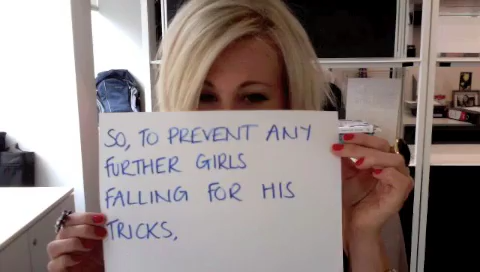 SO, TO PREVENT ANY
FURTHER GIRLS
FALLING FOR HIS
TRICKS,